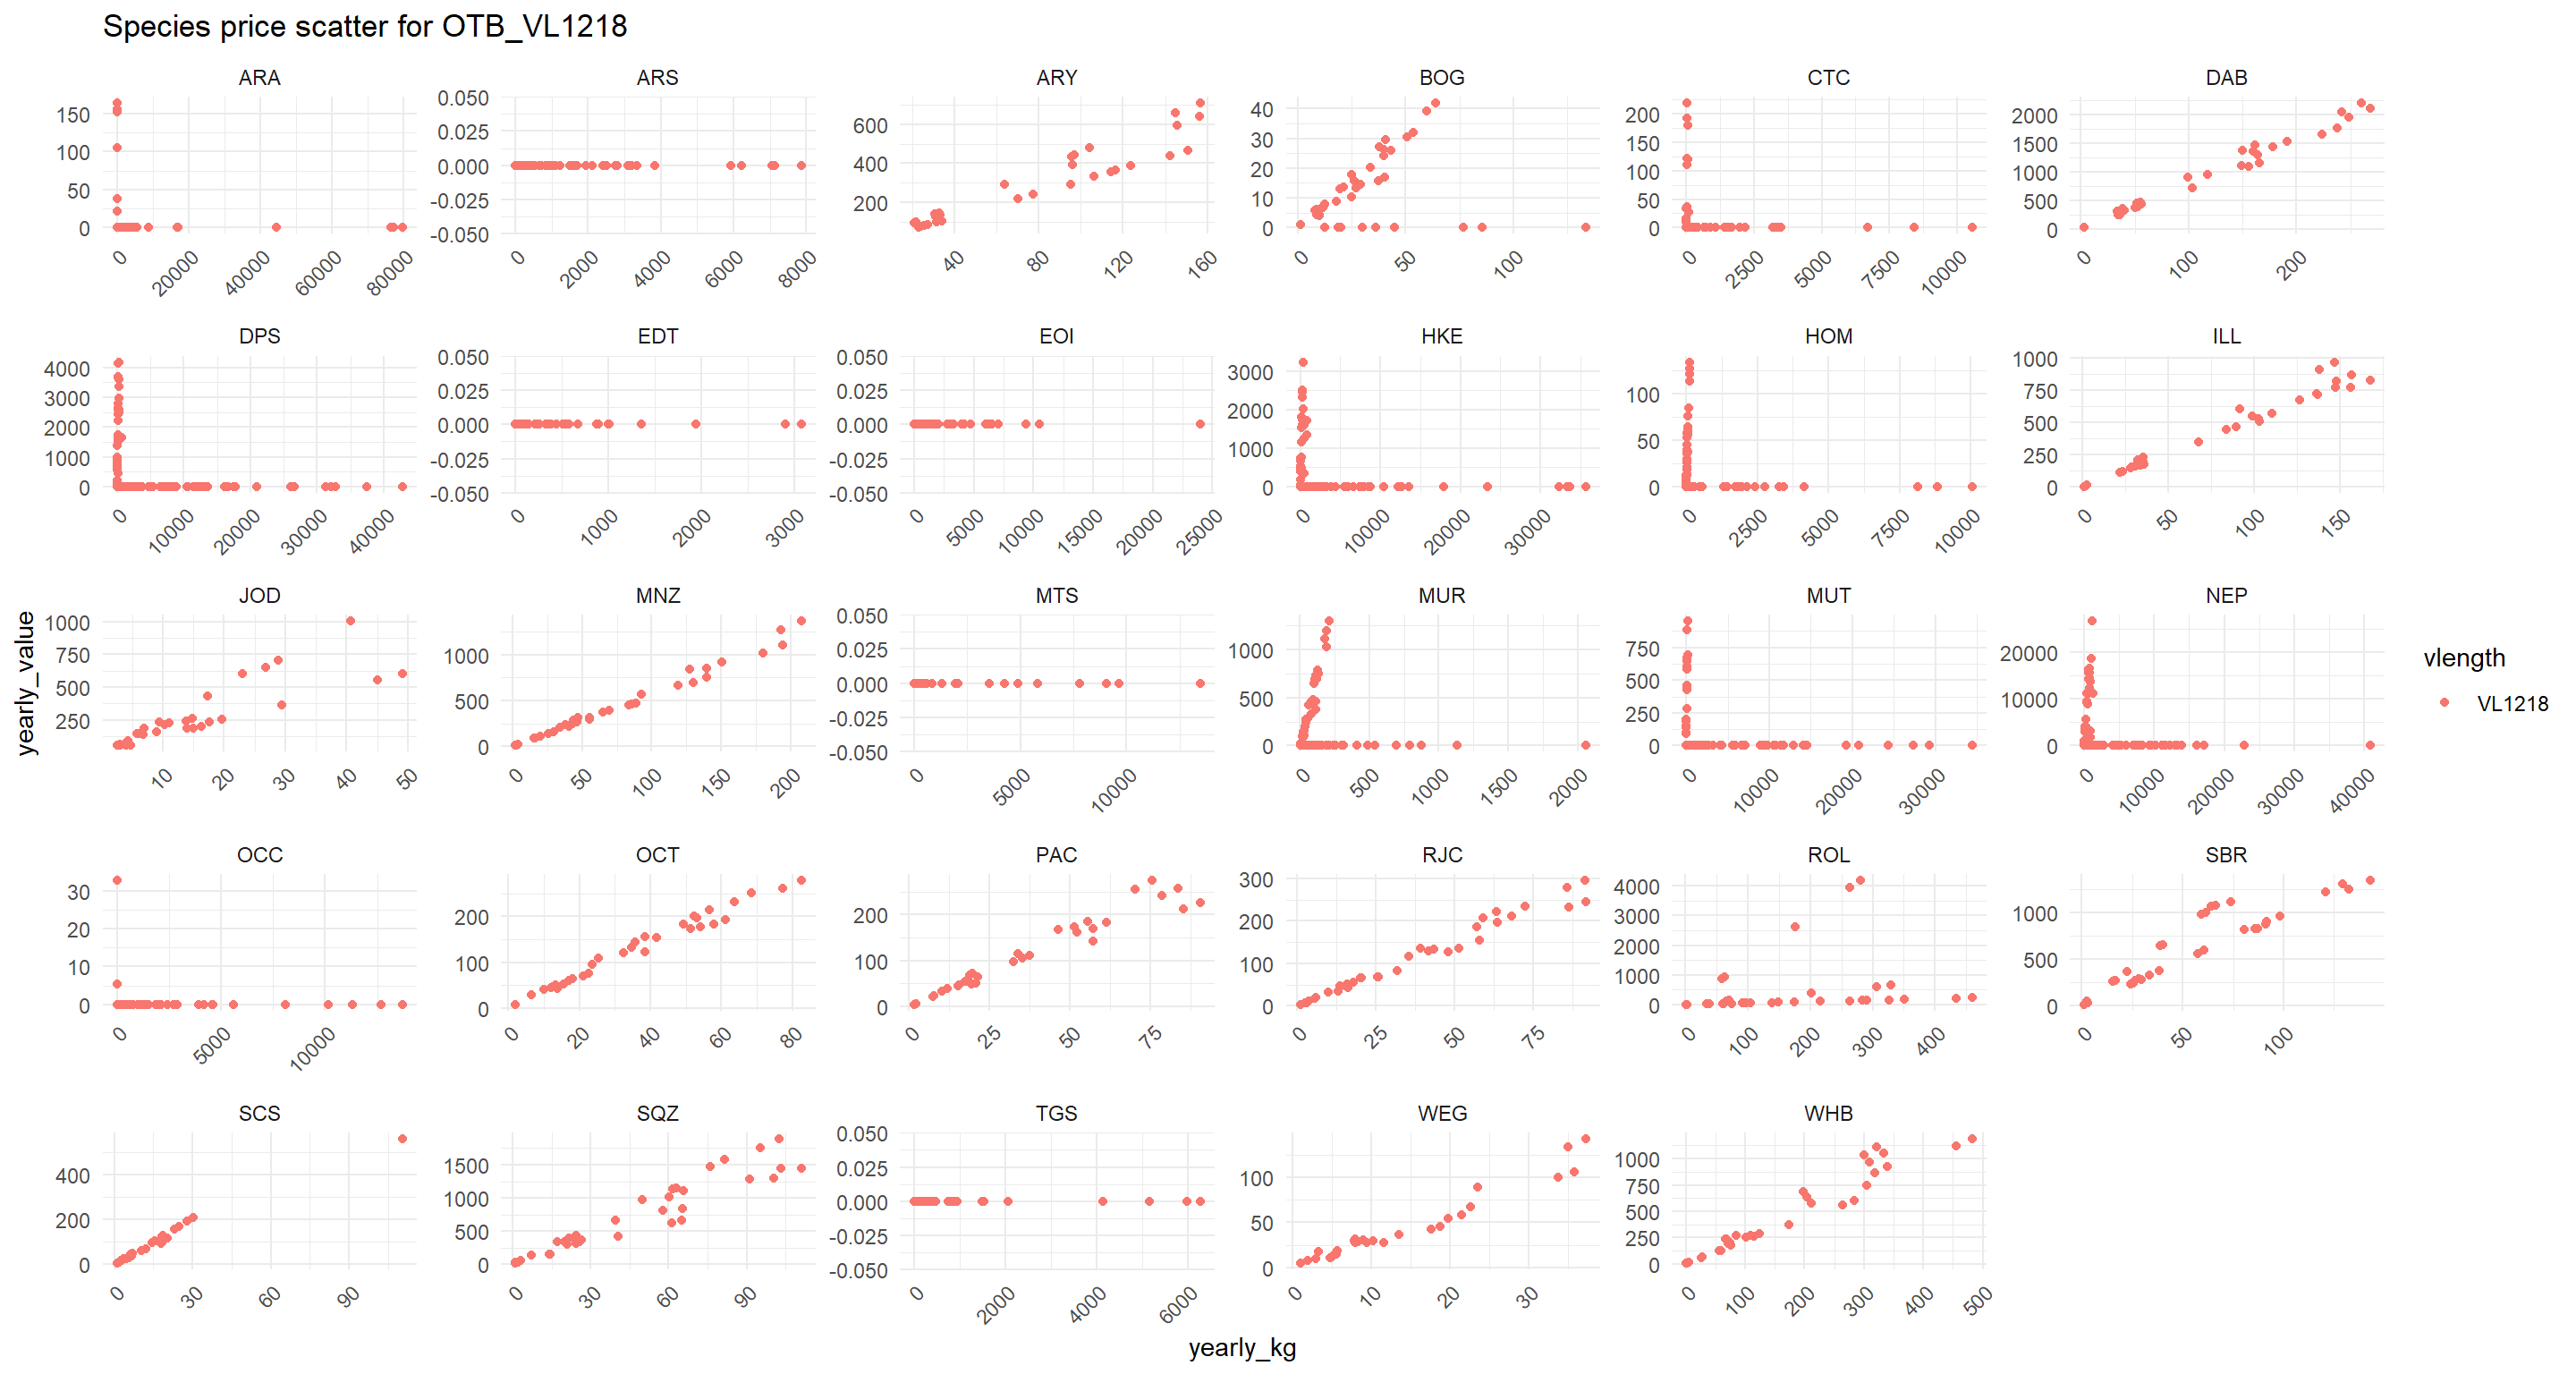 Species price scatter for OTB_VL1218
ARA ARS ARY BOG CTC DAB
150 100 50 0
0.050 0.025 0.000 -0.025 -0.050
600 400 200
40 30 20 10 0
220 200 150 100 50 0
2000 1500 1000 500 0
0 20000 40000 60000 80000
0 2000 4000 6000 8000
40 80 120 160
0 50 100
0 2500 5000 7500 10000
0 100 200
DPS EDT EOI HKE HOM ILL
4000 3000 2000 1000 0
0.050 0.025 0.000 -0.025 -0.050
0.050 0.025 0.000 -0.025 -0.050
3000 2000 1000 0
100 50 0
1000 750 500 250 0
0 10000 20000 30000 40000
0 1000 2000 3000
0 5000 10000 15000 20000 25000
0 10000 20000 30000
0 2500 5000 7500 10000
0 50 100 150
yearly_value
JOD MNZ MTS MUR MUT NEP
1000 750 500 250
1000 500 0
0.050 0.025 0.000 -0.025 -0.050
1000 500 0
750 500 250 0
20000 10000 0
10 20 30 40 50
0 50 100 150 200
0 5000 10000
0 500 1000 1500 2000
0 10000 20000 30000
0 10000 20000 30000 40000
vlength
VL1218
OCC OCT PAC RJC ROL SBR
30 20 10 0
200 100 0
200 100 0
300 200 100 0
4000 3000 2000 1000 0
1000 500 0
0 5000 10000
0 20 40 60 80
0 25 50 75
0 25 50 75
0 100 200 300 400
0 50 100
SCS SQZ TGS WEG WHB
400 200 0
1500 1000 500 0
0.050 0.025 0.000 -0.025 -0.050
100 50 0
1000 750 500 250 0
0 30 60 90
0 30 60 90
0 2000 4000 6000
0 10 20 30
0 100 200 300 400 500
yearly_kg